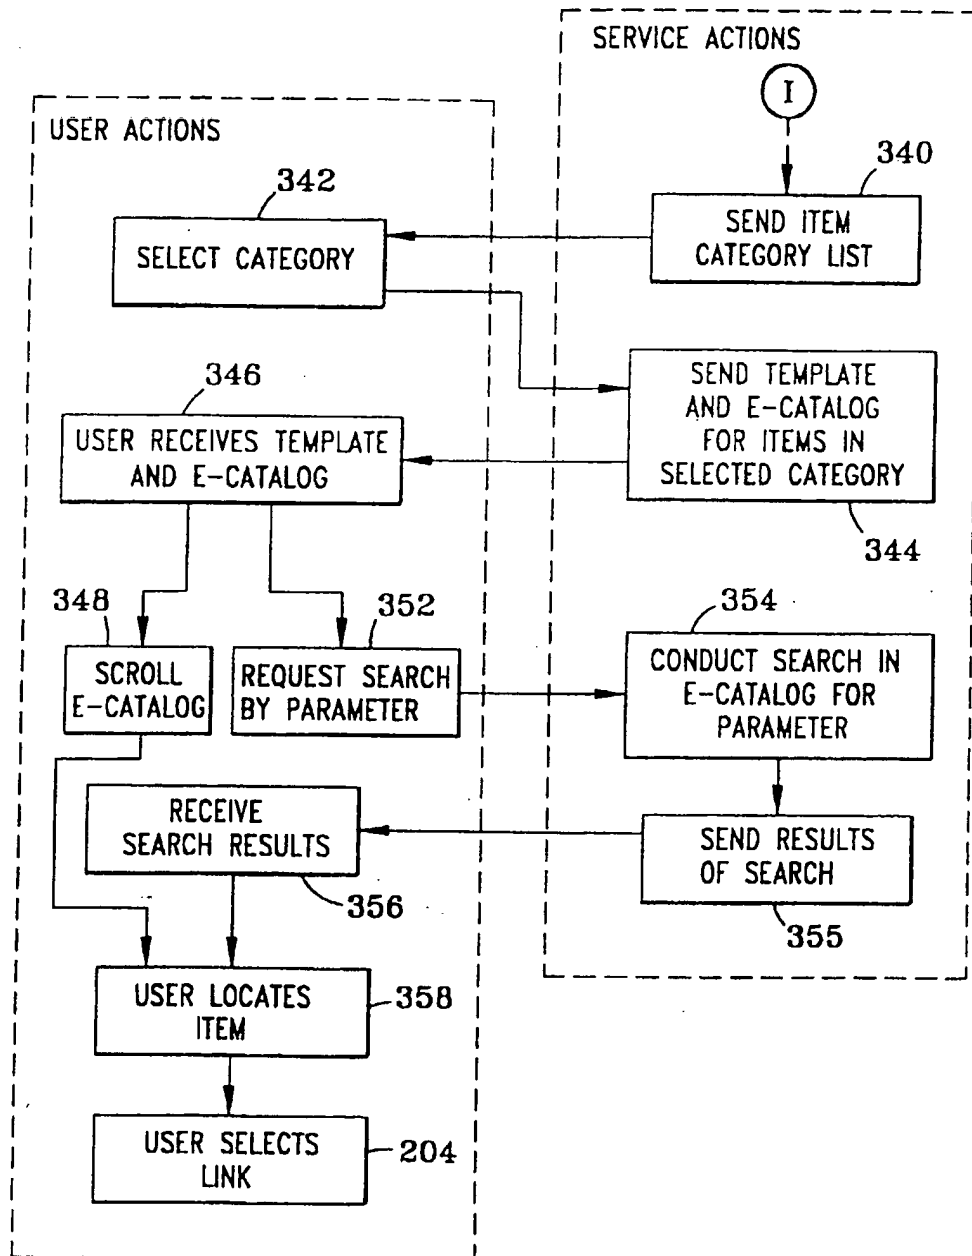 SERVICE ACTIONS
I
USER ACTIONS
340
SEND ITEM
CATEGORY LIST
342
SELECT CATEGORY
SEND TEMPLATE
AND E-CATALOG
FOR ITEMS IN
SELECTED CATEGORY
344
346
USER RECEIVES TEMPLATE
AND E-CATALOG
348
SCROLL
E-CATALOG
352
REQUEST SEARCH
BY PARAMETER
354
CONDUCT SEARCH IN
E-CATALOG FOR
PARAMETER
SEND RESULTS
OF SEARCH
355
RECEIVE
SEARCH RESULTS
356
USER LOCATES
ITEM
358
USER SELECTS
LINK
204